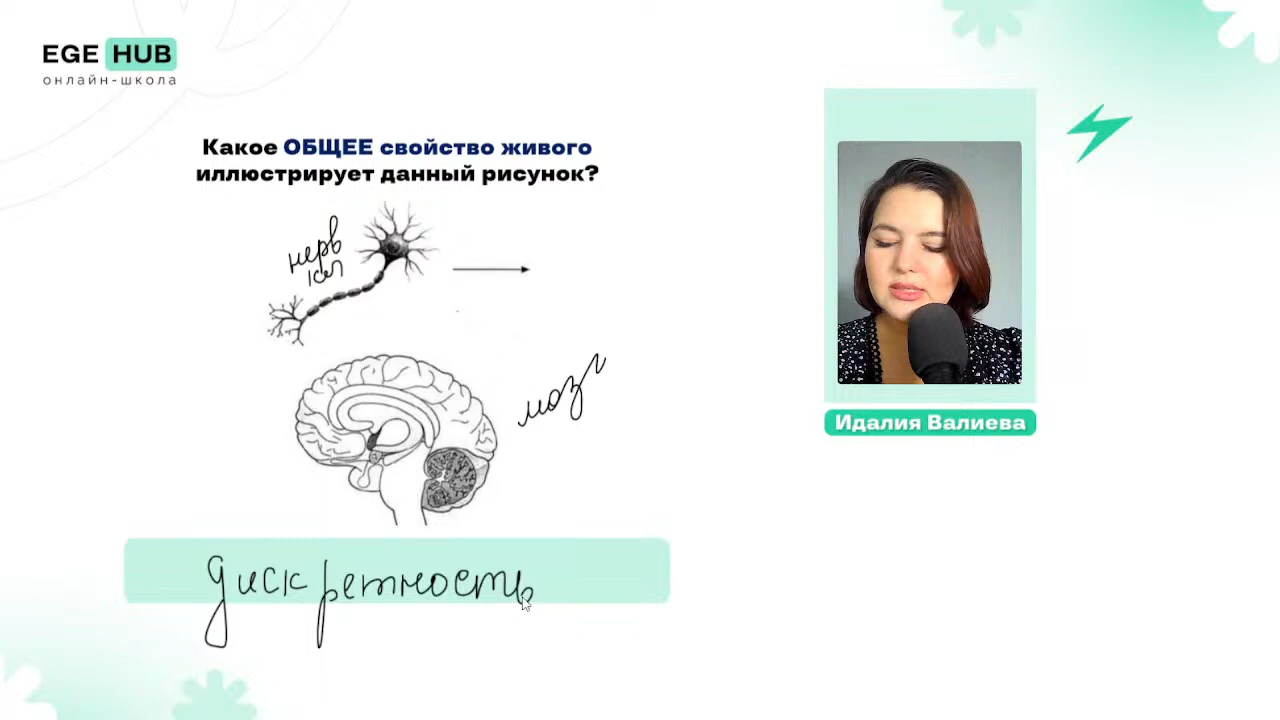 EGE HUB
онлайн-школа
Какое ОБЩЕЕ свойство живого
иллюстрирует данный рисунок?
нерв
кл
мозг
дискретность
Идалия Валиева